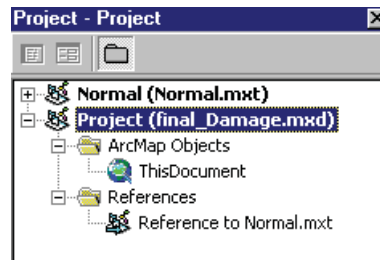 Project - Project
Normal (Normal.mxt)
Project (final_Damage.mxd)
ArcMap Objects
ThisDocument
References
Reference to Normal.mxt